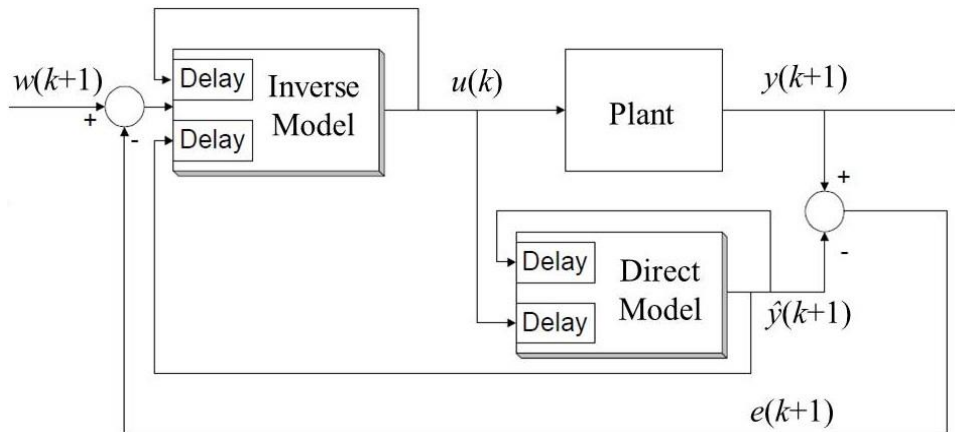 w(k+1)
+
-
Delay
Delay
Inverse
Model
u(k)
Plant
y(k+1)
+
-
Delay
Delay
Direct
Model
ŷ(k+1)
e(k+1)